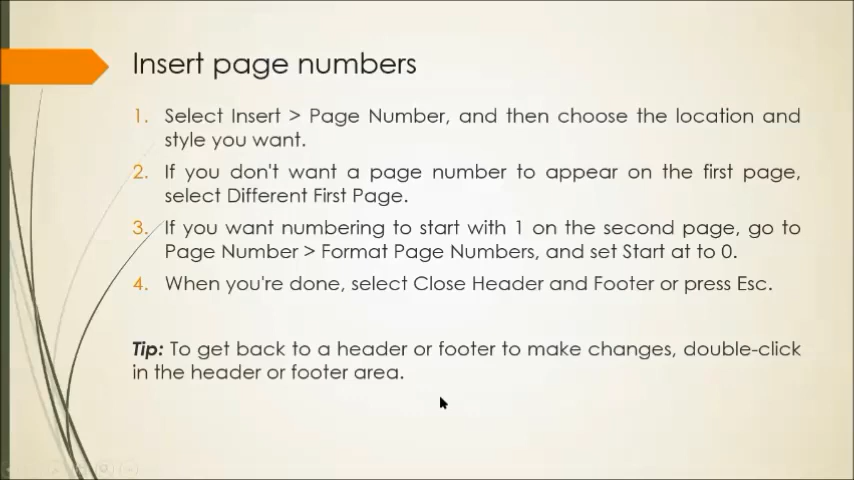 Insert page numbers
1. Select Insert > Page Number, and then choose the location and
style you want.
2. If you don't want a page number to appear on the first page,
select Different First Page.
3. If you want numbering to start with 1 on the second page, go to
Page Number > Format Page Numbers, and set Start at to 0.
4. When you're done, select Close Header and Footer or press Esc.
Tip: To get back to a header or footer to make changes, double-click
in the header or footer area.